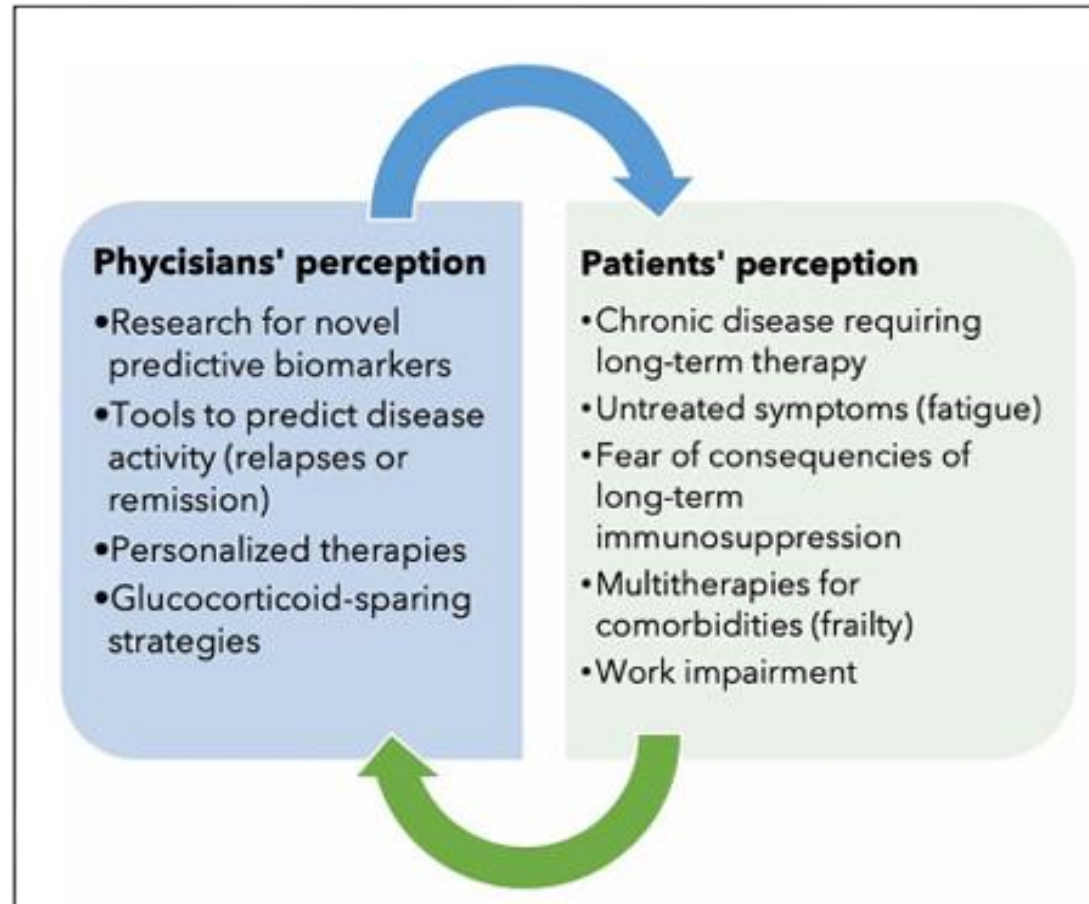 Phycisians' perception
•Research for novel
predictive biomarkers
•Tools to predict disease
activity (relapses or
remission)
•Personalized therapies
•Glucocorticoid-sparing
strategies
Patients' perception
•Chronic disease requiring
long-term therapy
•Untreated symptoms (fatigue)
•Fear of consequencies of
long-term
immunosuppression
•Multitherapies for
comorbidities (frailty)
•Work impairment